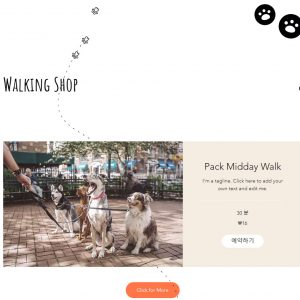 Walking Shop
Pack Midday Walk
I'm a tagline. Click here to add your
own text and edit me.
30 분
₩16
예약하기
Click for More